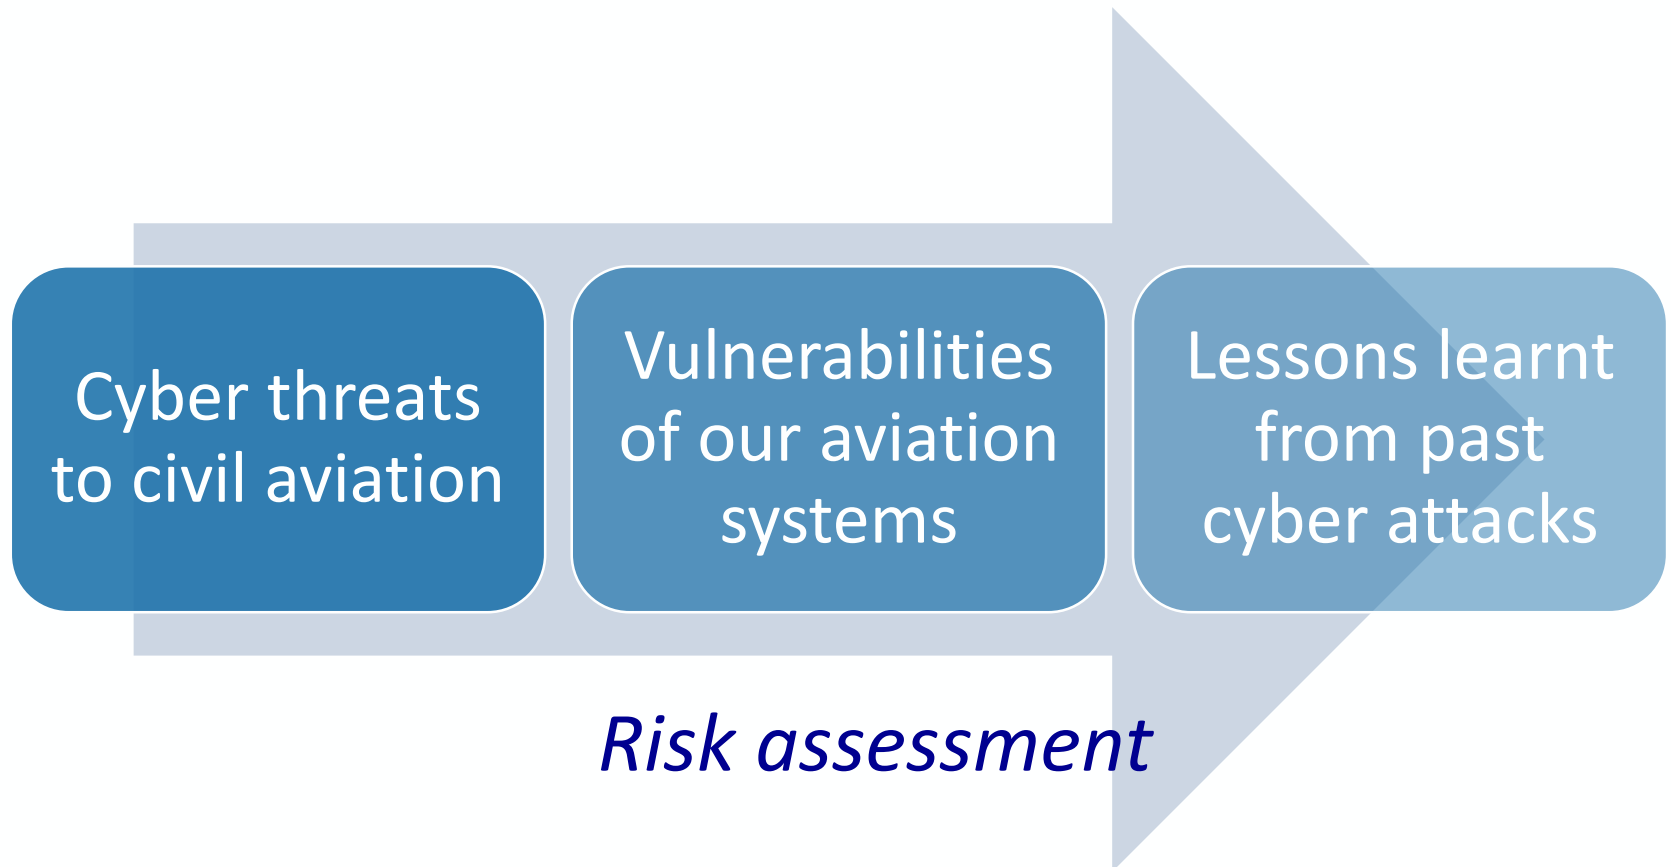 Cyber threats
to civil aviation
Vulnerabilities
of our aviation
systems
Lessons learnt
from past
cyber attacks
Risk assessment